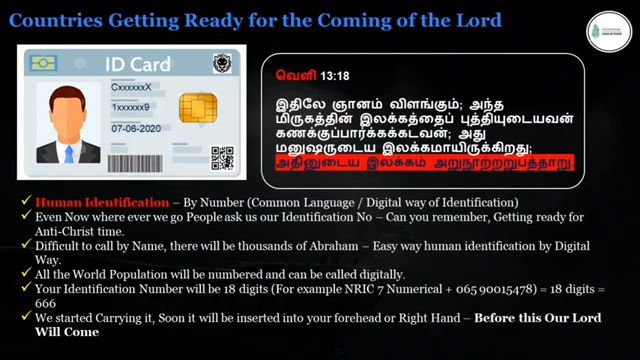 Countries Getting Ready for the Coming of the Lord
ID Card
CxxxxxxX
1xxxxxx9
07-06-2020
வெளி 13:18
இதிலே ஞானம் விளங்கும்; அந்த
மிருகத்தின் இலக்கத்தைப் புத்தியுடையவன்
கணக்குப்பார்க்கக்கடவன்; அது
மனுஷருடைய இலக்கமாயிருக்கிறது;
அதினுடைய இலக்கம் அறுநூற்றறுபத்தாறு.
Human Identification – By Number (Common Language / Digital way of Identification)
Even Now where ever we go People ask us our Identification No – Can you remember, Getting ready for
Anti-Christ time.
Difficult to call by Name, there will be thousands of Abraham – Easy way human identification by Digital
Way.
All the World Population will be numbered and can be called digitally.
Your Identification Number will be 18 digits (For example NRIC 7 Numerical + 065 90015478) = 18 digits =
666
We started Carrying it, Soon it will be inserted into your forehead or Right Hand – Before this Our Lord
Will Come